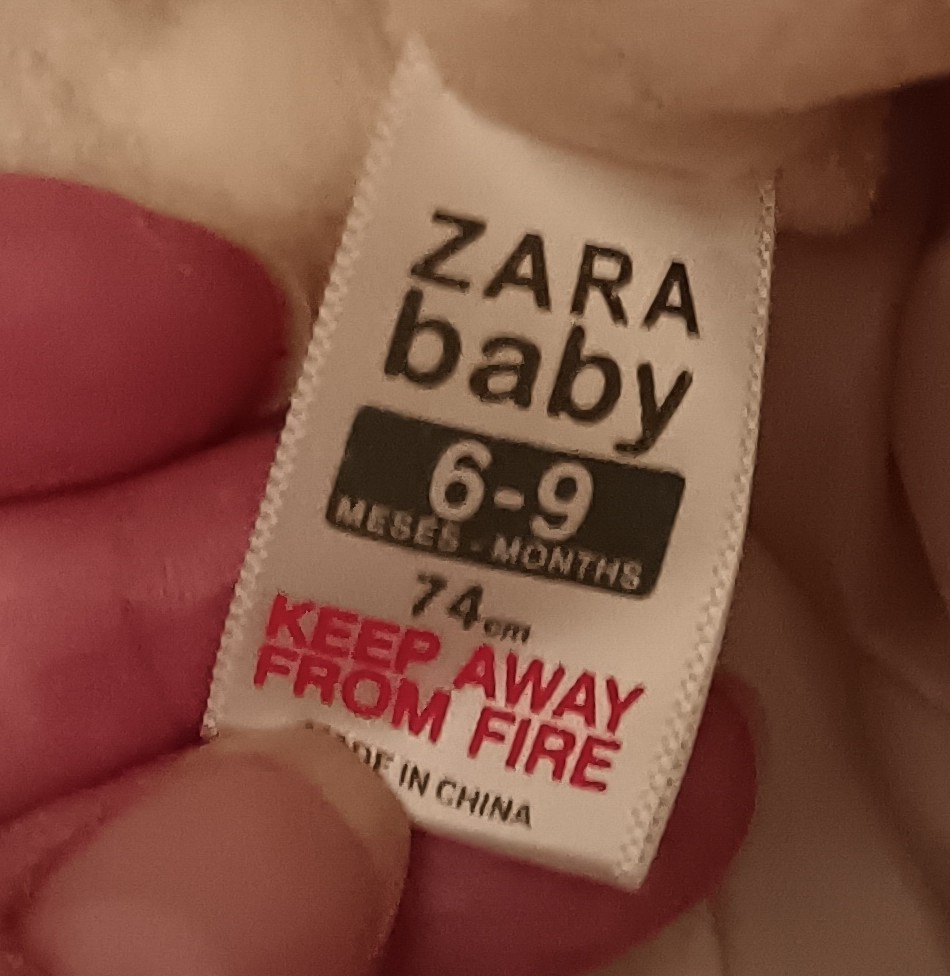 ZARA
baby
6-9
MESES - MONTHS
74cm
KEEP AWAY
FROM FIRE
IN CHINA